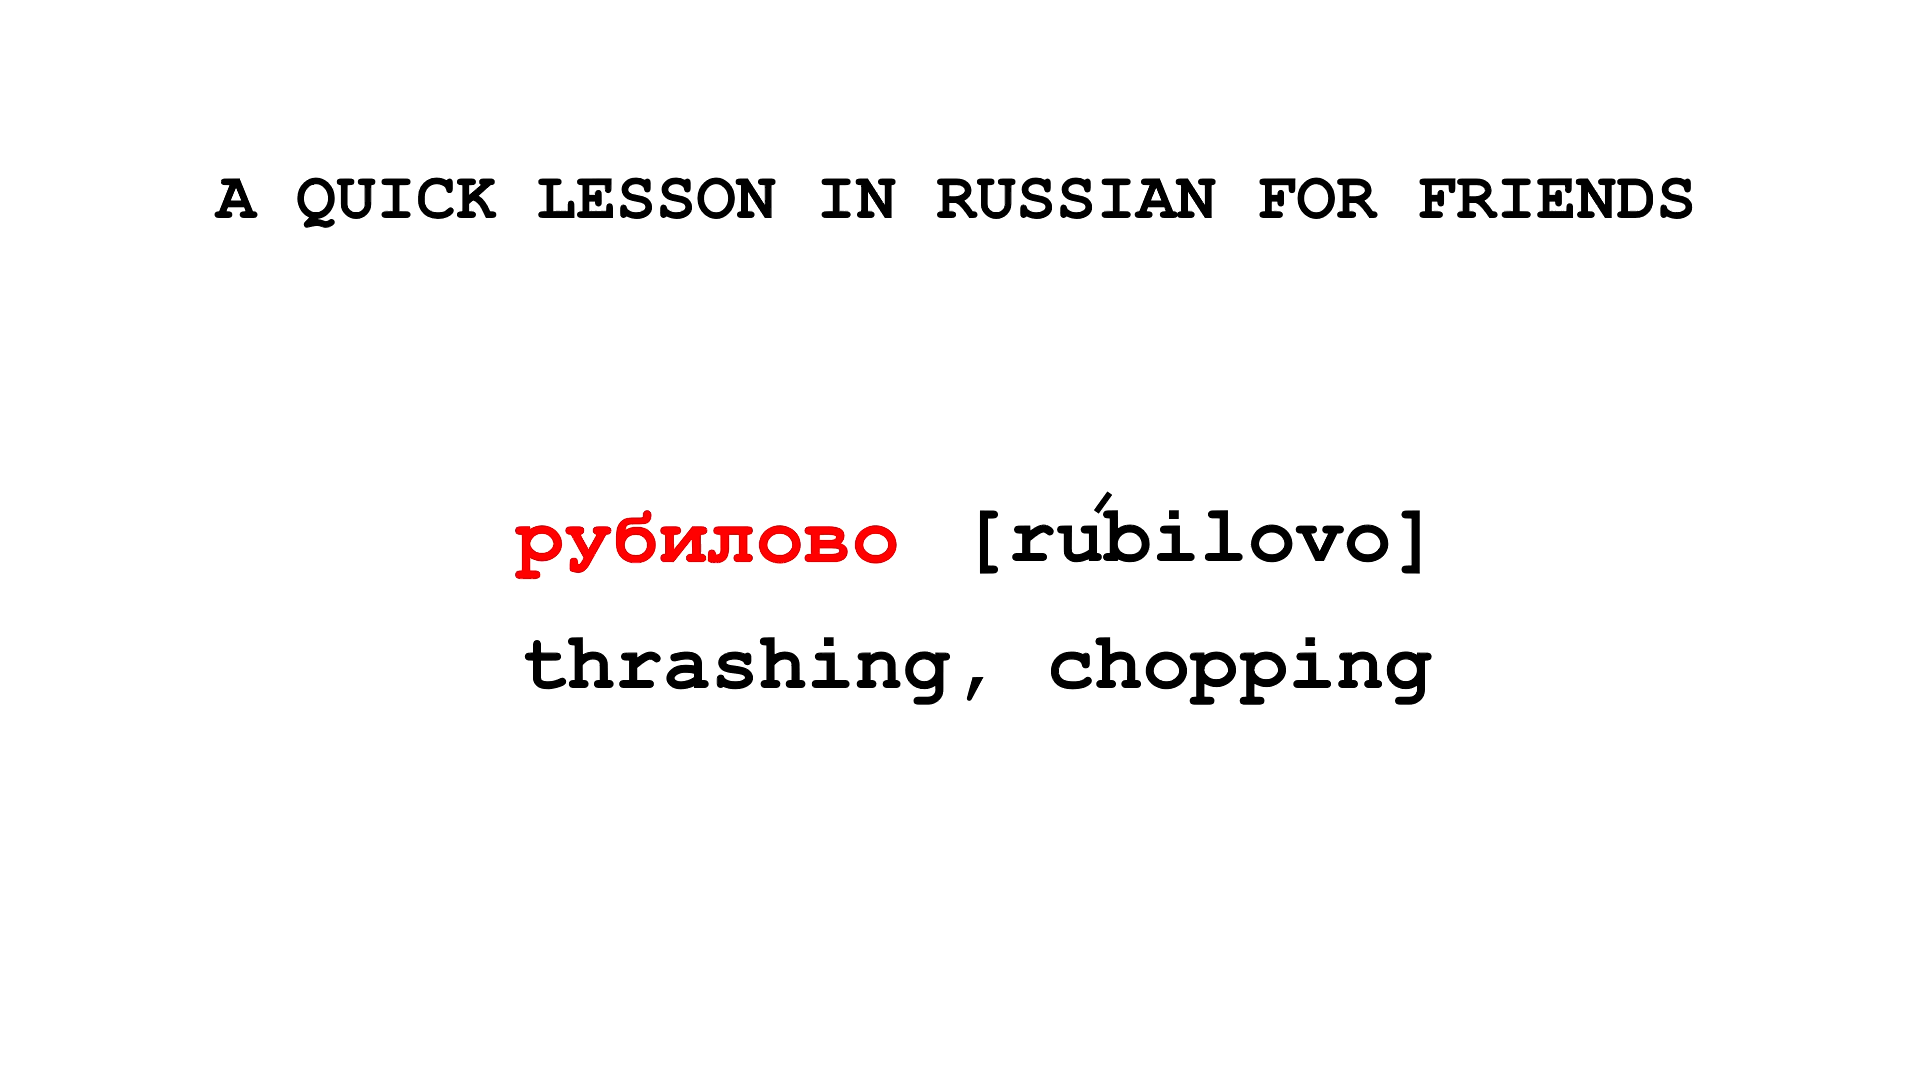 A QUICK LESSON IN RUSSIAN FOR FRIENDS
рубилово [rúbilovo]
thrashing, chopping